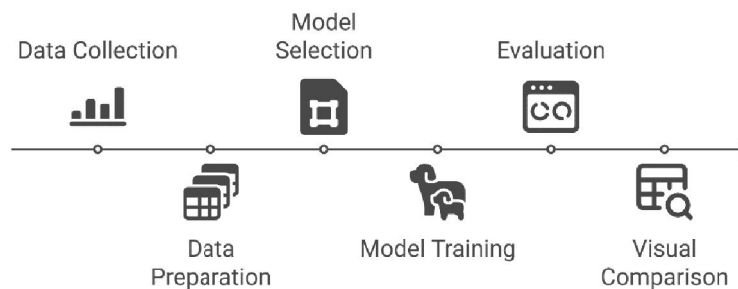 Data Collection
Data
Preparation
Model
Selection
Model Training
Evaluation
Visual
Comparison